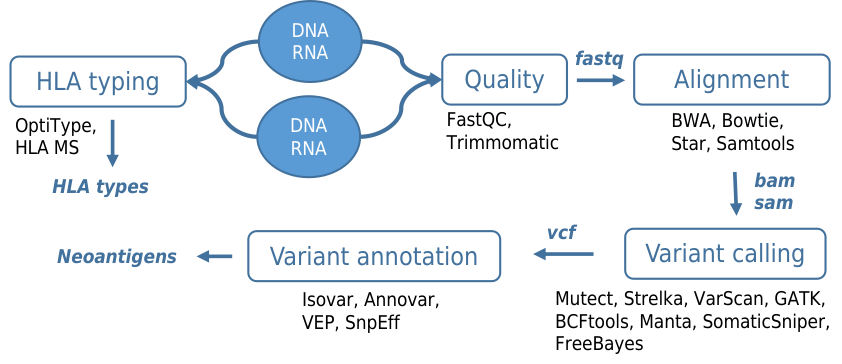 DNA
RNA
HLA typing
Quality
fastq
Alignment
OptiType,
HLA MS
DNA
RNA
FastQC,
Trimmomatic
BWA, Bowtie,
Star, Samtools
HLA types
bam
sam
Neoantigens
Variant annotation
vcf
Variant calling
Isovar, Annovar,
VEP, SnpEff
Mutect, Strelka, VarScan, GATK,
BCFtools, Manta, SomaticSniper,
FreeBayes